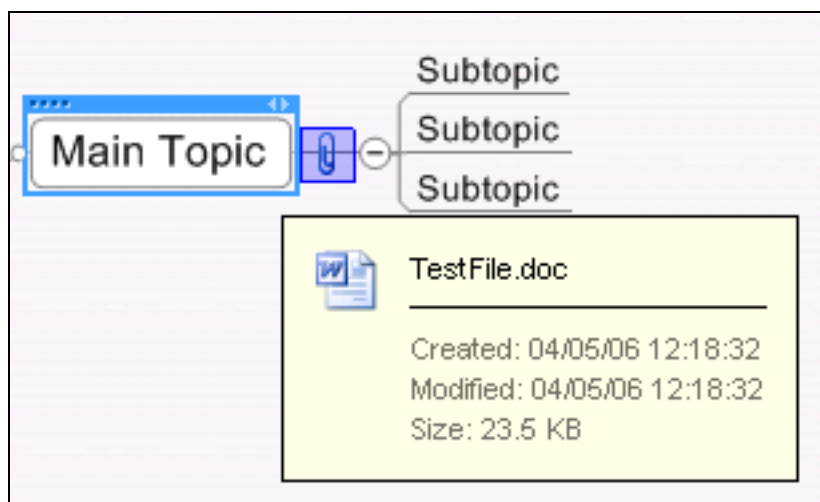 Subtopic
Main Topic
Subtopic
Subtopic
TestFile.doc
Created: 04/05/06 12:18:32
Modified: 04/05/06 12:18:32
Size: 23.5 KB